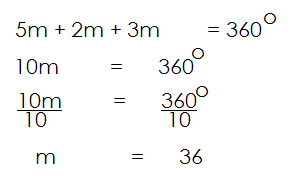 5m + 2m + 3m = 360°
10m = 360°
10m/10 = 360°/10
m = 36